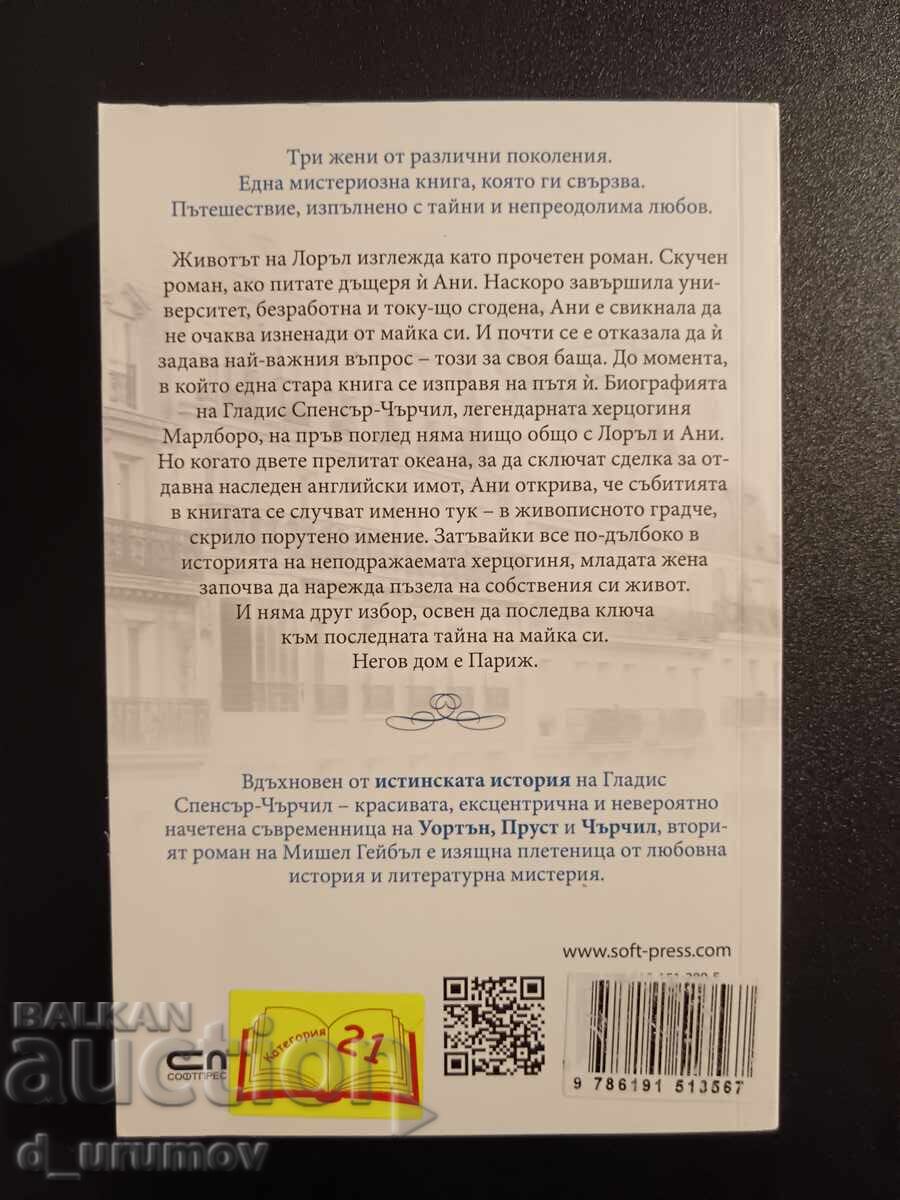 Три жени от различни поколения.
Една мистериозна книга, която ги свързва.
Пътешествие, изпълнено с тайни и непреодолима любов.
Животът на Лоръл изглежда като прочетен роман. Скучен
роман, ако питате дъщеря ѝ Ани. Наскоро завършила уни-
верситет, безработна и току-що сгодена, Ани е свикнала да
не очаква изненади от майка си. И почти се е отказала да ѝ
задава най-важния въпрос – този за своя баща. До момента,
в който една стара книга се изправя на пътя ѝ. Биографията
на Гладис Спенсър-Чърчил, легендарната херцогиня
Марлборо, на пръв поглед няма нищо общо с Лоръл и Ани.
Но когато двете прелитат океана, за да сключат сделка за от-
давна наследен английски имот, Ани открива, че събитията
в книгата се случват именно тук – в живописното градче,
скрило порутено имение. Затъвайки все по-дълбоко в
историята на неподражаемата херцогиня, младата жена
започва да нарежда пъзела на собствения си живот.
И няма друг избор, освен да последва ключа
към последната тайна на майка си.
Негов дом е Париж.
Вдъхновен от истинската история на Гладис
Спенсър-Чърчил – красивата, ексцентрична и невероятно
начетена съвременница на Уортън, Пруст и Чърчил, втори-
ят роман на Мишел Гейбъл е изящна плетеница от любовна
история и литературна мистерия.
www.soft-press.com
СОФТПРЕС
Категория 21
9 786191 513567
BALKAN
auction
d_urumov